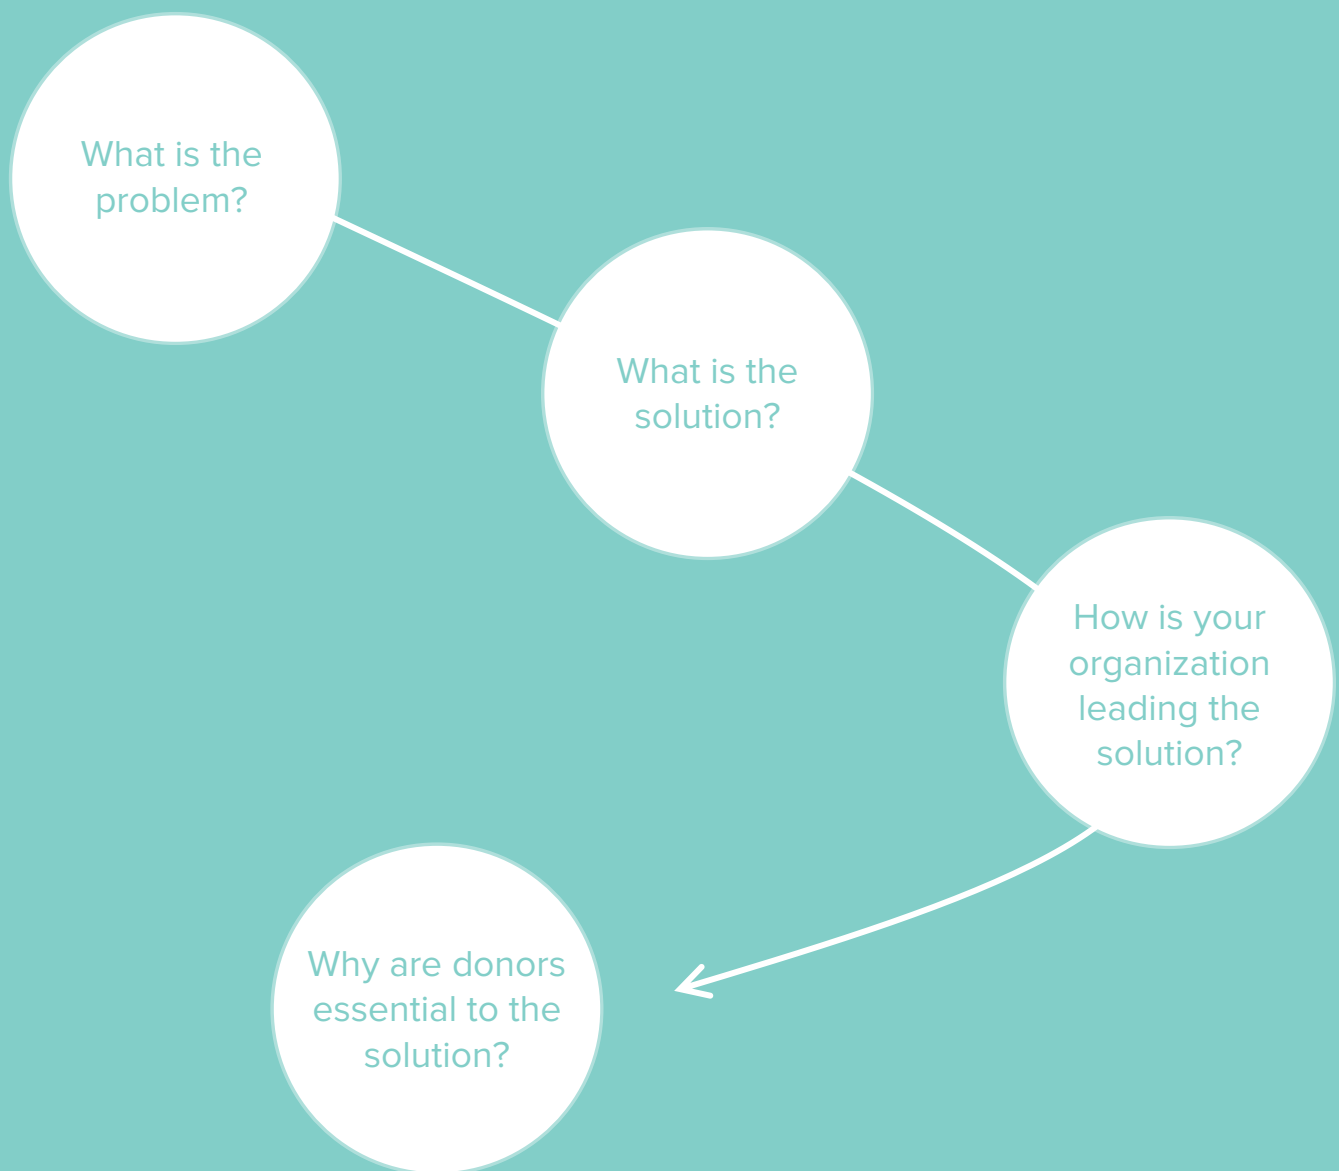 What is the
problem?
What is the
solution?
How is your
organization
leading the
solution?
Why are donors
essential to the
solution?